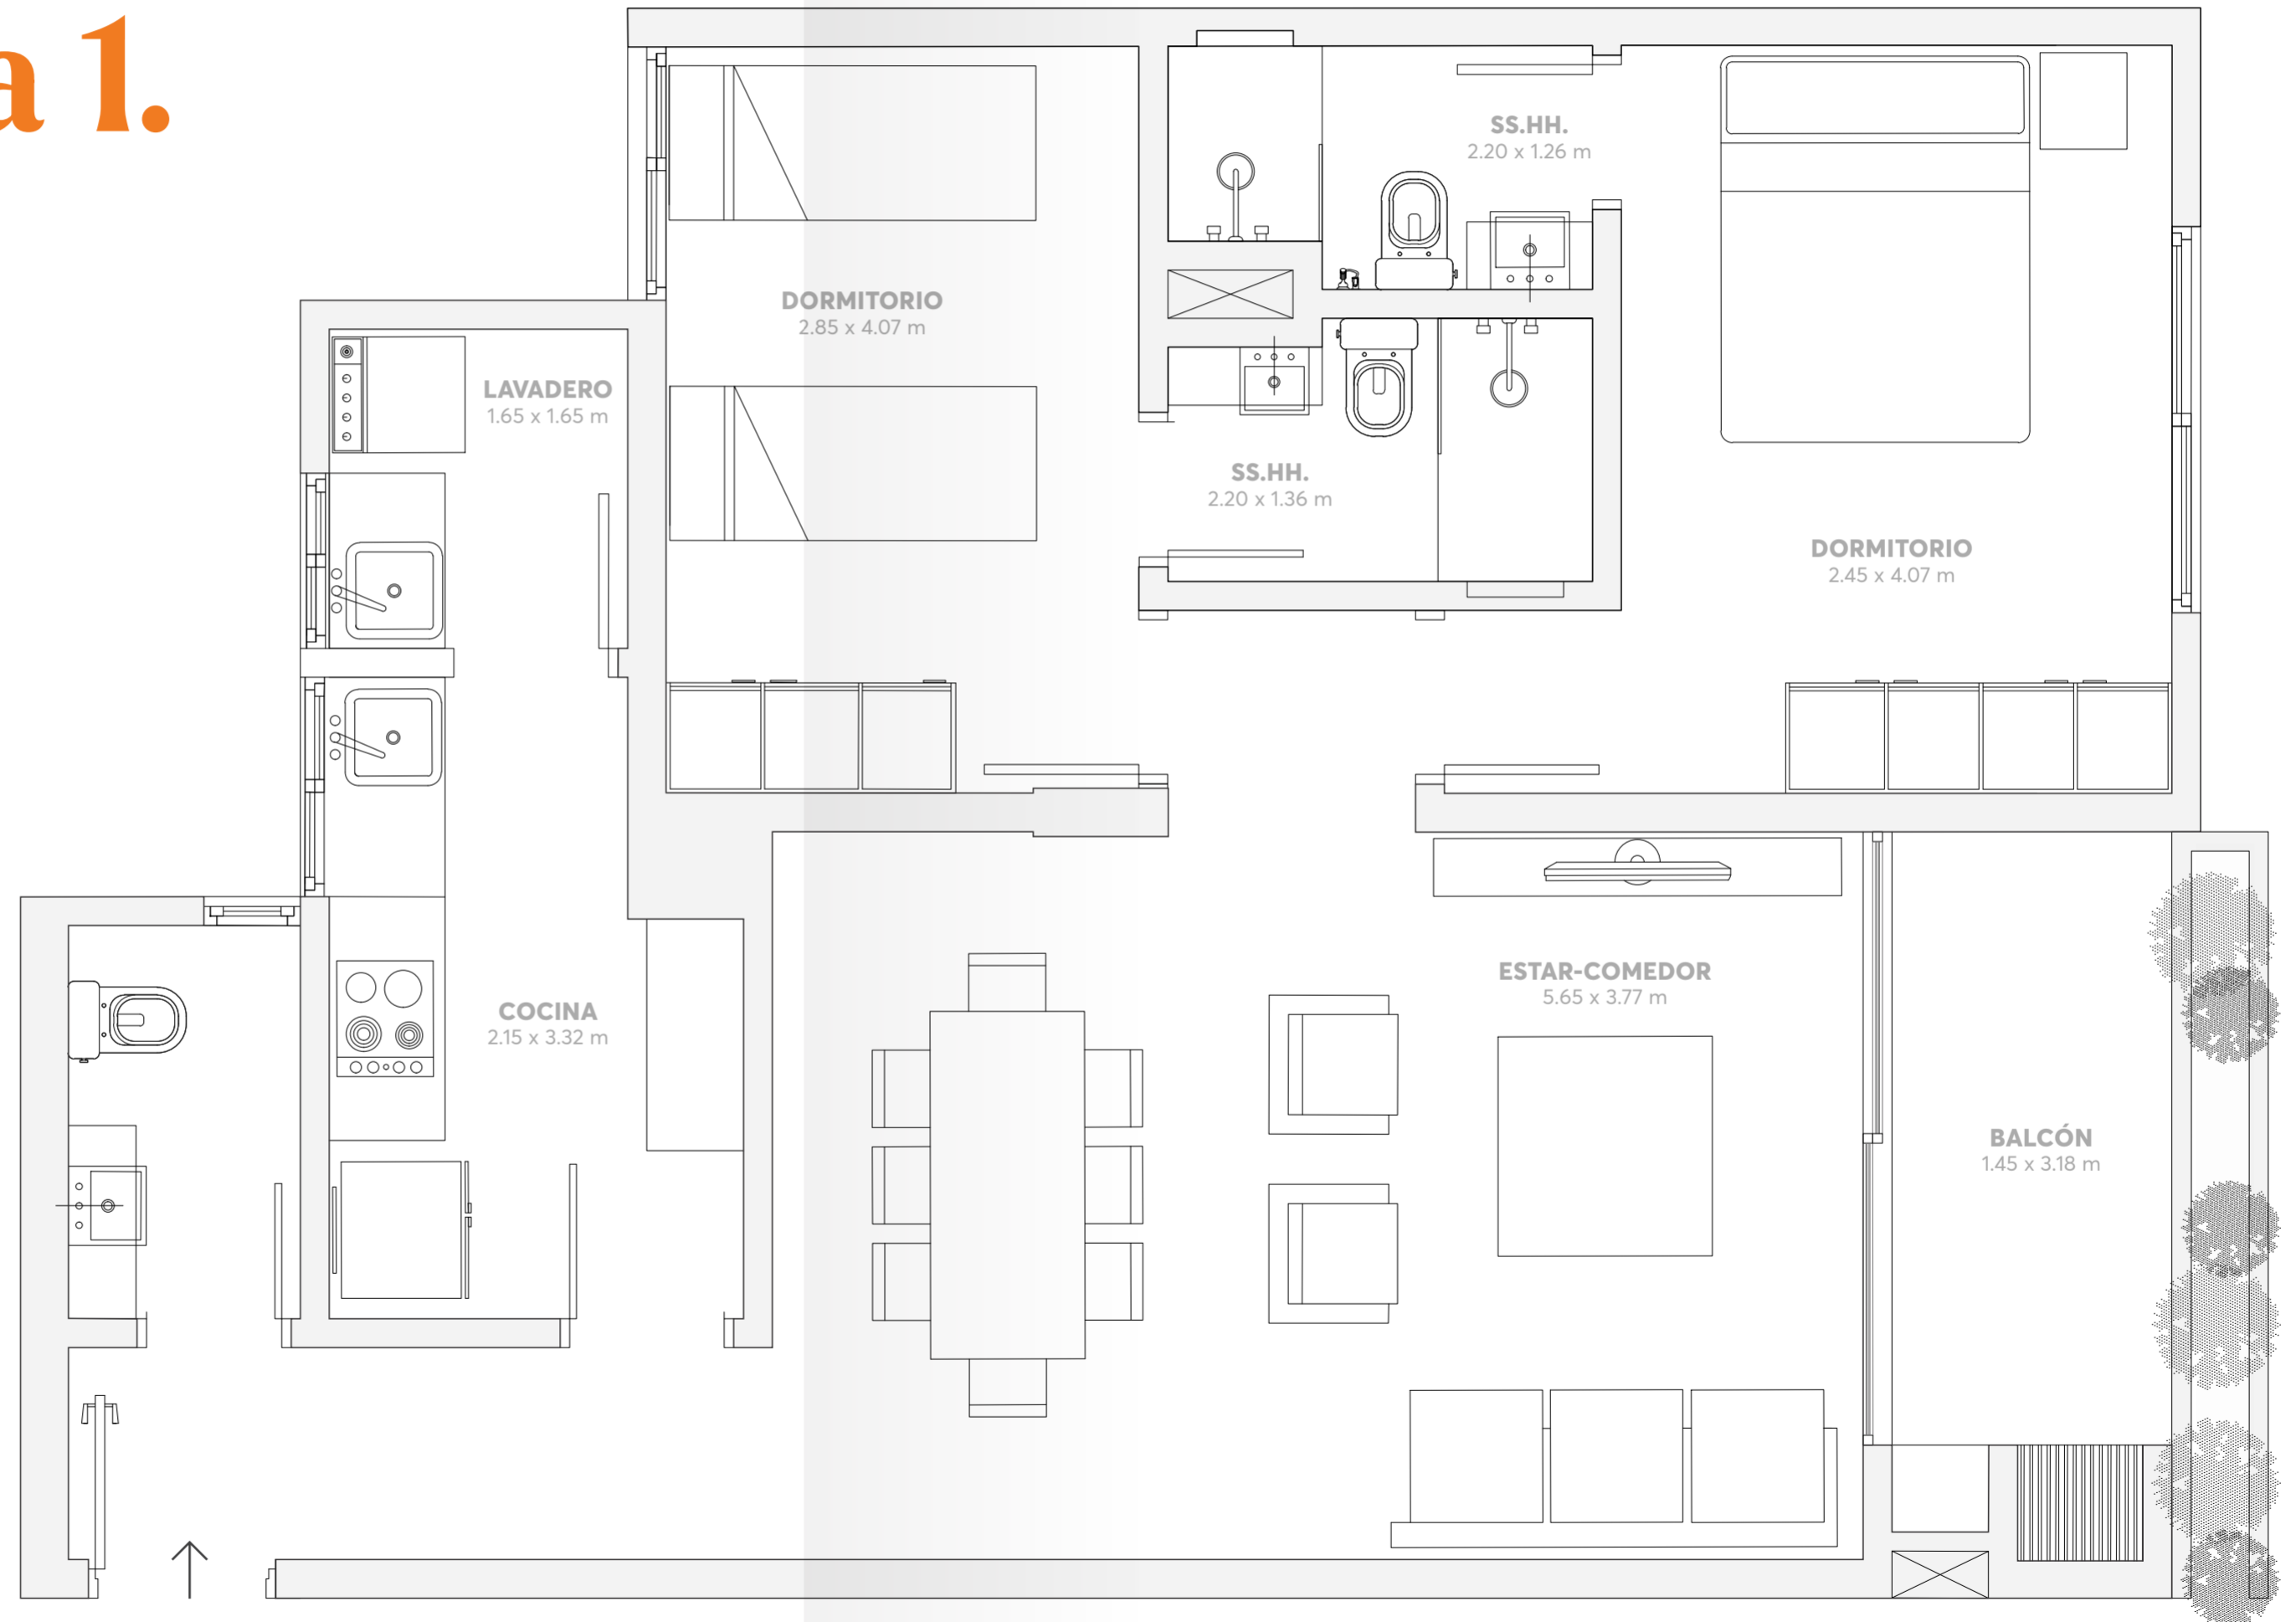 a 1.
SS.HH.
2.20 x 1.26 m
DORMITORIO
2.85 x 4.07 m
LAVADERO
1.65 x 1.65 m
SS.HH.
2.20 x 1.36 m
DORMITORIO
2.45 x 4.07 m
ESTAR-COMEDOR
5.65 x 3.77 m
COCINA
2.15 x 3.32 m
BALCÓN
1.45 x 3.18 m